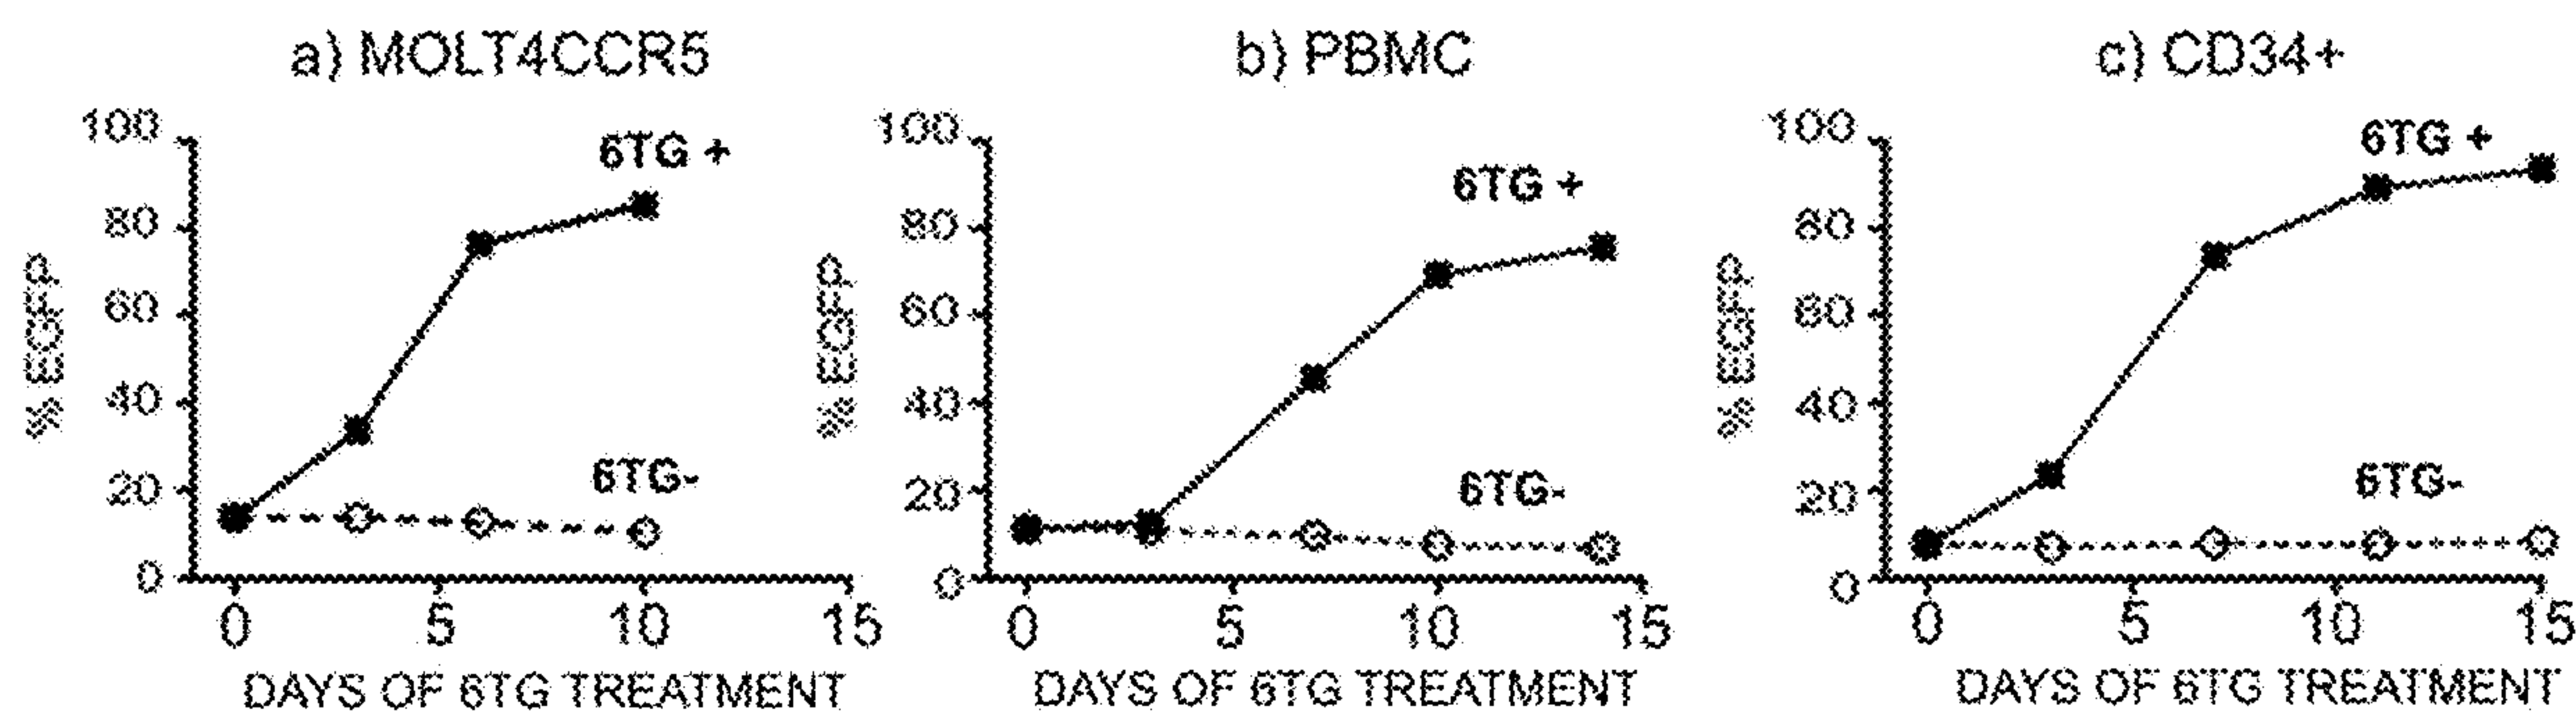 a) MOLT4CCR5
100
80
60
40
20
0
% EGFP
6TG +
6TG-
0 5 10 15
DAYS OF 6TG TREATMENT
b) PBMC
100
80
60
40
20
0
% EGFP
6TG +
6TG-
0 5 10 15
DAYS OF 6TG TREATMENT
c) CD34+
100
80
60
40
20
0
% EGFP
6TG +
6TG-
0 5 10 15
DAYS OF 6TG TREATMENT